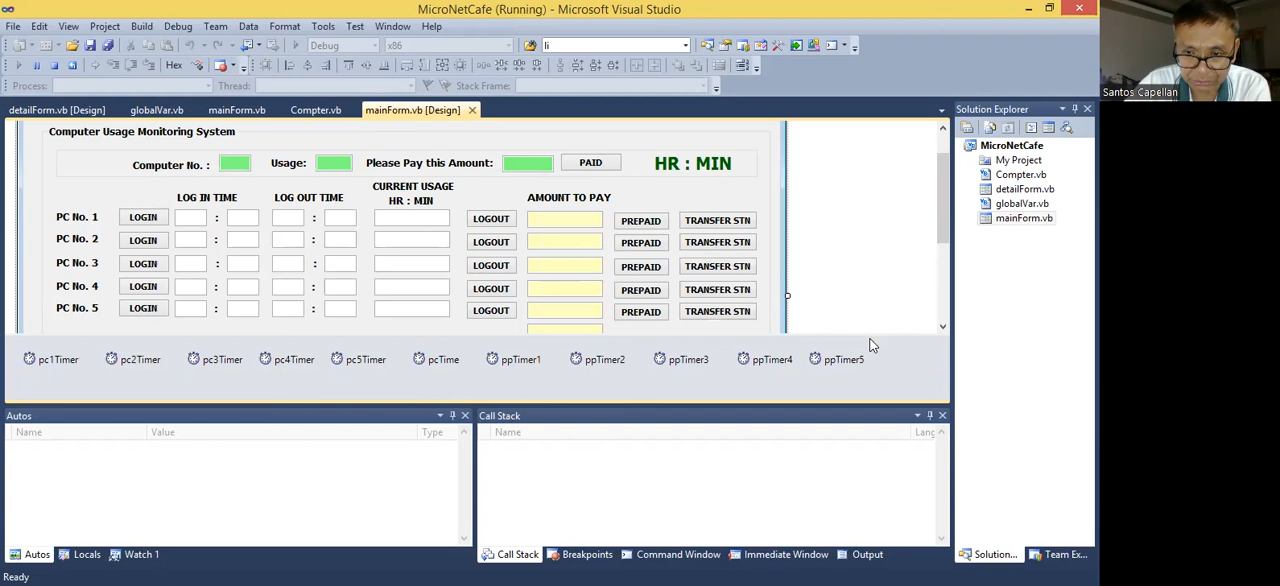 MicroNetCafe (Running) - Microsoft Visual Studio
File Edit View Project Build Debug Team Data Format Tools Test Window Help
Debug x86 li
Hex
Process: Thread: Stack Frame:
Santos Capellan
detailForm.vb [Design] globalVar.vb mainForm.vb Compter.vb mainForm.vb [Design]
Computer Usage Monitoring System
Computer No. : Usage: Please Pay this Amount: PAID HR : MIN
LOG IN TIME LOG OUT TIME CURRENT USAGE HR : MIN AMOUNT TO PAY
PC No. 1 LOGIN : : LOGOUT PREPAID TRANSFER STN
PC No. 2 LOGIN : : LOGOUT PREPAID TRANSFER STN
PC No. 3 LOGIN : : LOGOUT PREPAID TRANSFER STN
PC No. 4 LOGIN : : LOGOUT PREPAID TRANSFER STN
PC No. 5 LOGIN : : LOGOUT PREPAID TRANSFER STN
pc1Timer pc2Timer pc3Timer pc4Timer pc5Timer pcTime ppTimer1 ppTimer2 ppTimer3 ppTimer4 ppTimer5
Solution Explorer
MicroNetCafe
My Project
Compter.vb
detailForm.vb
globalVar.vb
mainForm.vb
Autos
Name Value Type
Call Stack
Name Lang
Autos Locals Watch 1
Call Stack Breakpoints Command Window Immediate Window Output
Solution... Team Ex...
Ready